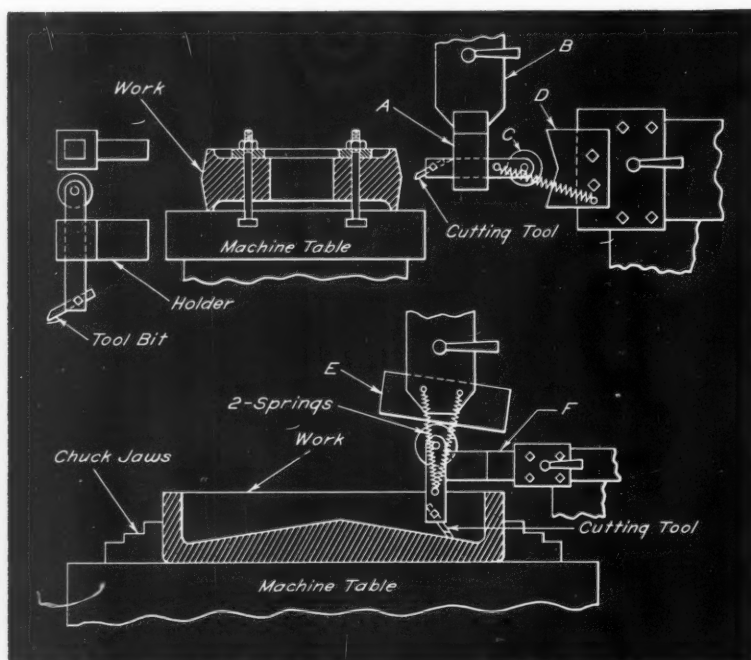 Work
A
B
C
D
Machine Table
Cutting Tool
Holder
Tool Bit
E
2-Springs
F
Work
Chuck Jaws
Cutting Tool
Machine Table